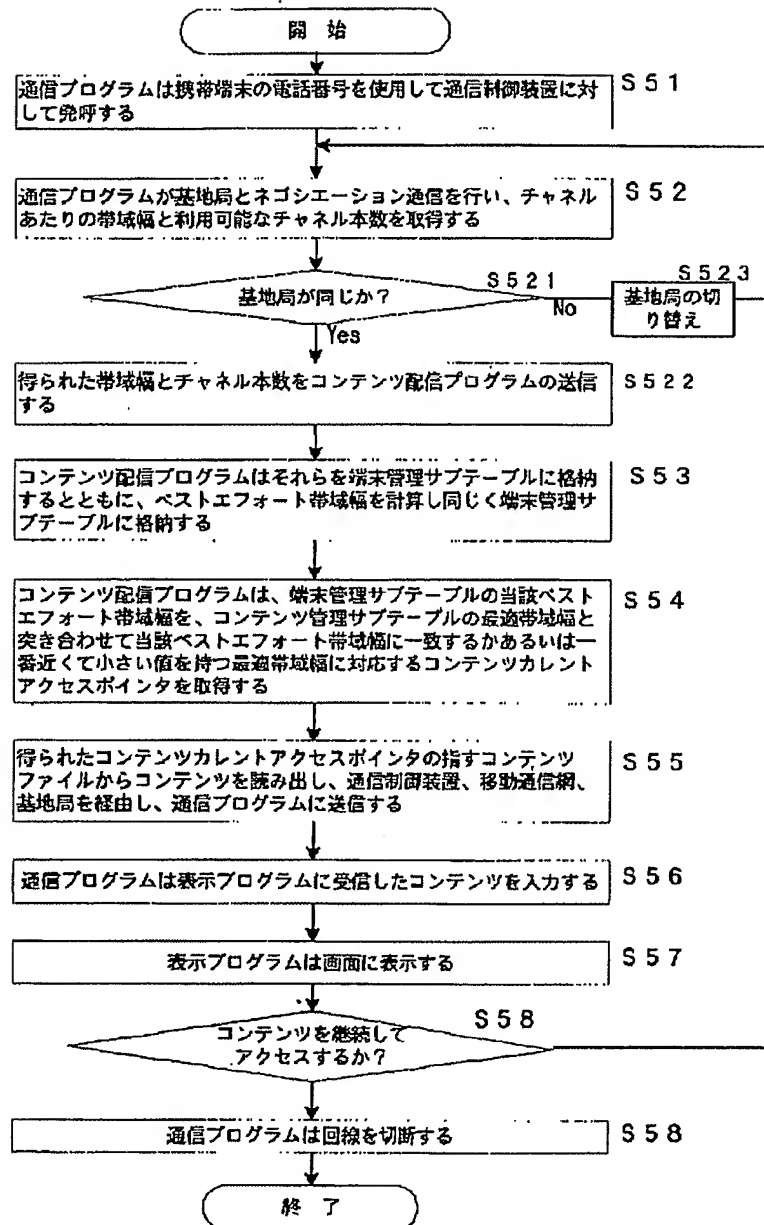 開 始
通信プログラムは携帯端末の電話番号を使用して通信制御装置に対
して発呼する
S51
通信プログラムが基地局とネゴシエーション通信を行い、チャネル
あたりの帯域幅と利用可能なチャネル本数を取得する
S52
基地局が同じか？
S521
No
S523
基地局の切
り替え
Yes
得られた帯域幅とチャネル本数をコンテンツ配信プログラムの送信
する
S522
コンテンツ配信プログラムはそれらを端末管理サブテーブルに格納
するとともに、ベストエフォート帯域幅を計算し同じく端末管理サ
ブテーブルに格納する
S53
コンテンツ配信プログラムは、端末管理サブテーブルの当該ベスト
エフォート帯域幅を、コンテンツ管理サブテーブルの最適帯域幅と
突き合わせて当該ベストエフォート帯域幅に一致するかあるいは一
番近くて小さい値を持つ最適帯域幅に対応するコンテンツカレント
アクセスポインタを取得する
S54
得られたコンテンツカレントアクセスポインタの指すコンテンツ
ファイルからコンテンツを読み出し、通信制御装置、移動通信網、
基地局を経由し、通信プログラムに送信する
S55
通信プログラムは表示プログラムに受信したコンテンツを入力する
S56
表示プログラムは画面に表示する
S57
コンテンツを継続して
アクセスするか？
S58
通信プログラムは回線を切断する
S58
終 了